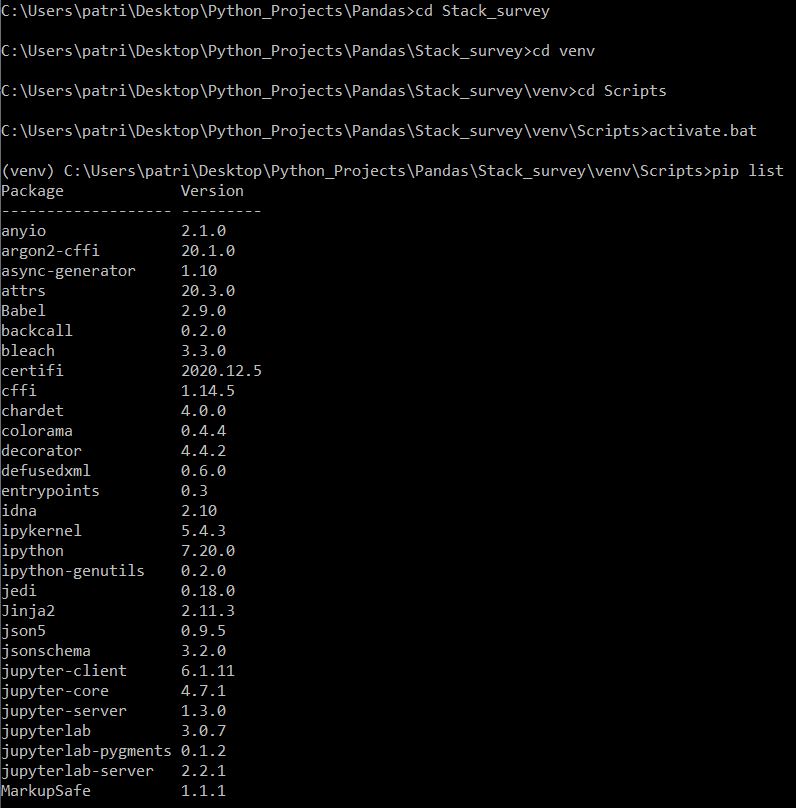 C:\Users\patri\Desktop\Python_Projects\Pandas>cd Stack_survey
C:\Users\patri\Desktop\Python_Projects\Pandas\Stack_survey>cd venv
C:\Users\patri\Desktop\Python_Projects\Pandas\Stack_survey\venv>cd Scripts
C:\Users\patri\Desktop\Python_Projects\Pandas\Stack_survey\venv\Scripts>activate.bat
(venv) C:\Users\patri\Desktop\Python_Projects\Pandas\Stack_survey\venv\Scripts>pip list
Package             Version
------------------- ---------
anyio               2.1.0
argon2-cffi         20.1.0
async-generator     1.10
attrs               20.3.0
Babel               2.9.0
backcall            0.2.0
bleach              3.3.0
certifi             2020.12.5
cffi                1.14.5
chardet             4.0.0
colorama            0.4.4
decorator           4.4.2
defusedxml          0.6.0
entrypoints         0.3
idna                2.10
ipykernel           5.4.3
ipython             7.20.0
ipython-genutils    0.2.0
jedi                0.18.0
Jinja2              2.11.3
json5               0.9.5
jsonschema          3.2.0
jupyter-client      6.1.11
jupyter-core        4.7.1
jupyter-server      1.3.0
jupyterlab          3.0.7
jupyterlab-pygments 0.1.2
jupyterlab-server   2.2.1
MarkupSafe          1.1.1